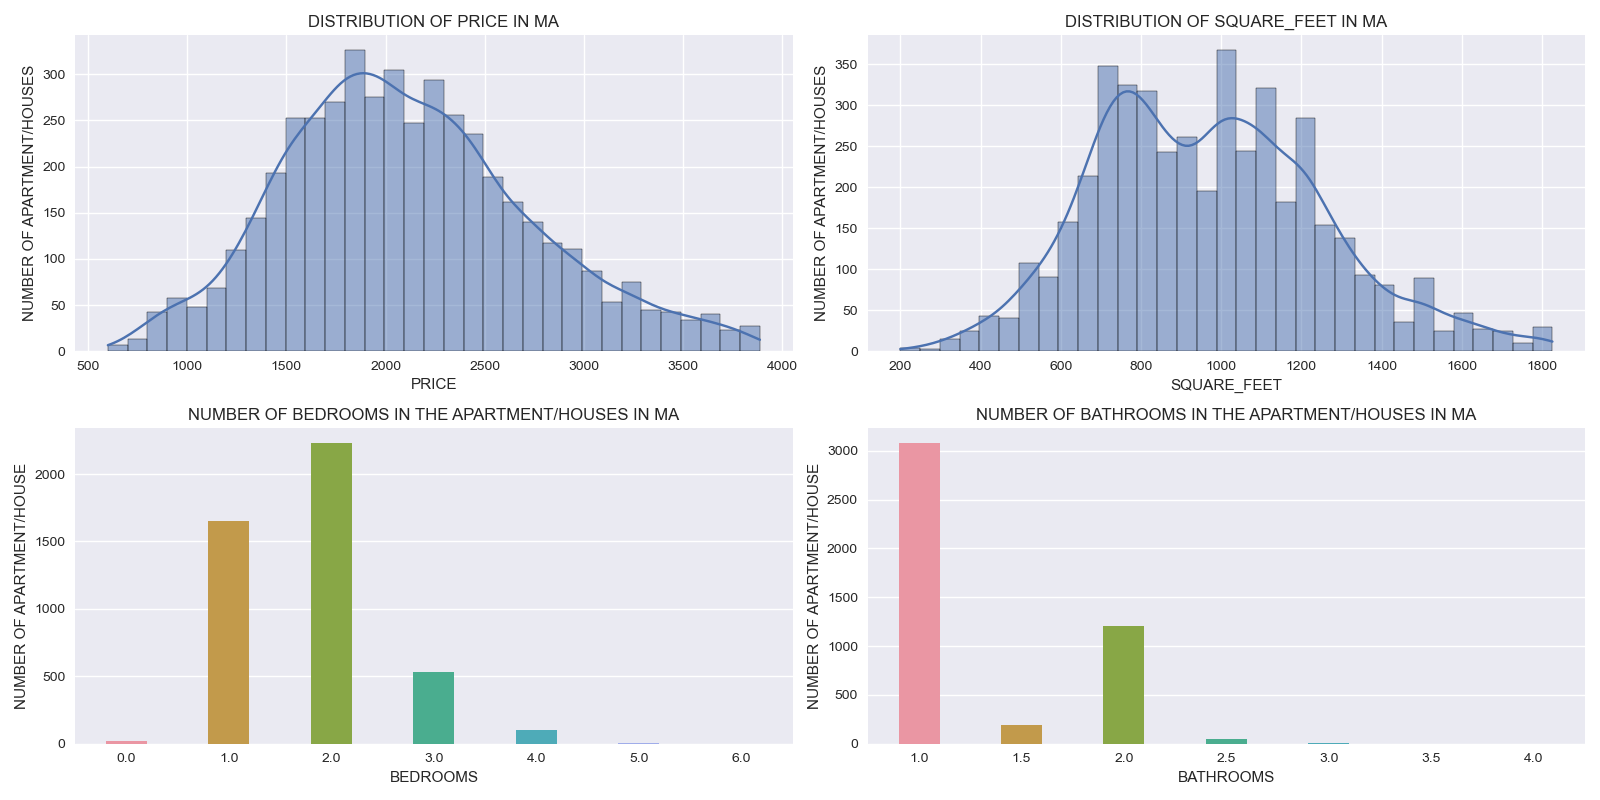 DISTRIBUTION OF PRICE IN MA
NUMBER OF APARTMENT/HOUSES
300
250
200
150
100
50
0
500 1000 1500 2000 2500 3000 3500 4000
PRICE
DISTRIBUTION OF SQUARE_FEET IN MA
NUMBER OF APARTMENT/HOUSES
350
300
250
200
150
100
50
0
200 400 600 800 1000 1200 1400 1600 1800
SQUARE_FEET
NUMBER OF BEDROOMS IN THE APARTMENT/HOUSES IN MA
NUMBER OF APARTMENT/HOUSE
2000
1500
1000
500
0
0.0 1.0 2.0 3.0 4.0 5.0 6.0
BEDROOMS
NUMBER OF BATHROOMS IN THE APARTMENT/HOUSES IN MA
NUMBER OF APARTMENT/HOUSE
3000
2500
2000
1500
1000
500
0
1.0 1.5 2.0 2.5 3.0 3.5 4.0
BATHROOMS